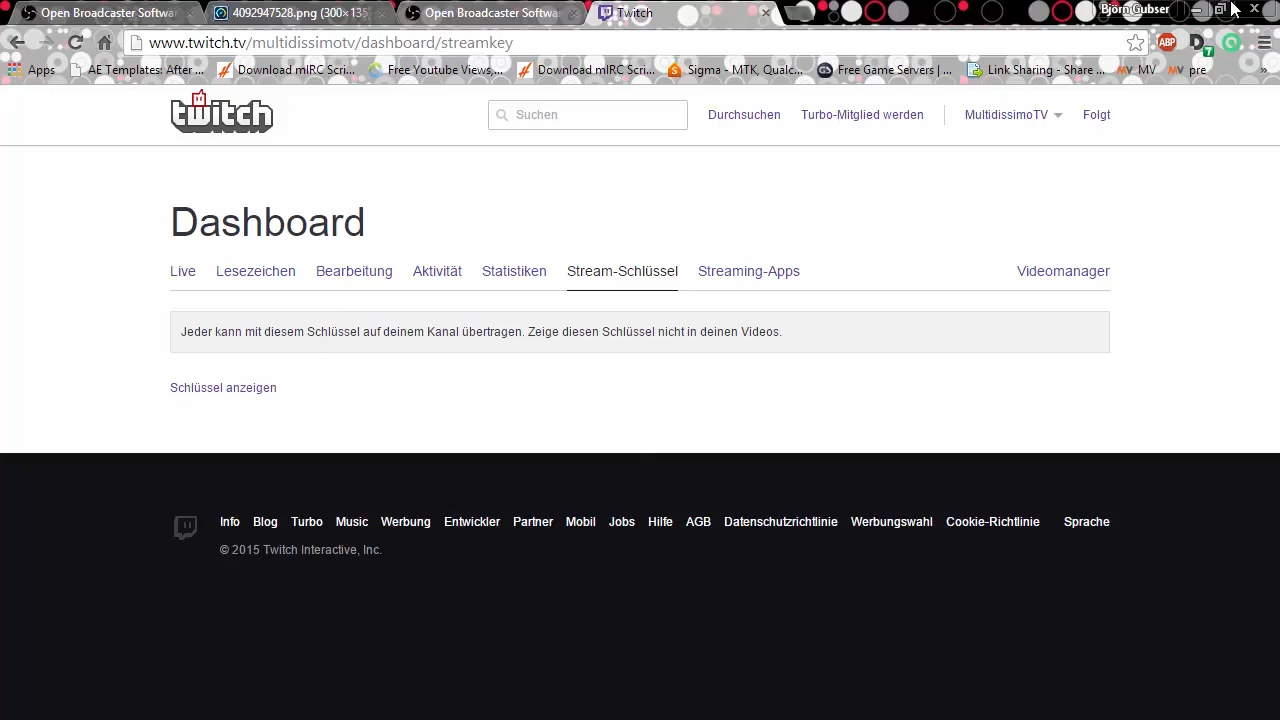 Open Broadcaster Softwa
4092947528.png (300×135
Open Broadcaster Softwa
Twitch
Björn Gubser
www.twitch.tv/multidissimotv/dashboard/streamkey
ABP
Apps
AE Templates: After ...
Download mIRC Scri...
Free Youtube Views,...
Download mIRC Scri...
Sigma - MTK, Qualc...
Free Game Servers | ...
Link Sharing - Share ...
MV
pre
twitch
Suchen
Durchsuchen
Turbo-Mitglied werden
MultidissimoTV
Folgt
Dashboard
Live
Lesezeichen
Bearbeitung
Aktivität
Statistiken
Stream-Schlüssel
Streaming-Apps
Videomanager
Jeder kann mit diesem Schlüssel auf deinem Kanal übertragen. Zeige diesen Schlüssel nicht in deinen Videos.
Schlüssel anzeigen
Info
Blog
Turbo
Music
Werbung
Entwickler
Partner
Mobil
Jobs
Hilfe
AGB
Datenschutzrichtlinie
Werbungswahl
Cookie-Richtlinie
Sprache
© 2015 Twitch Interactive, Inc.